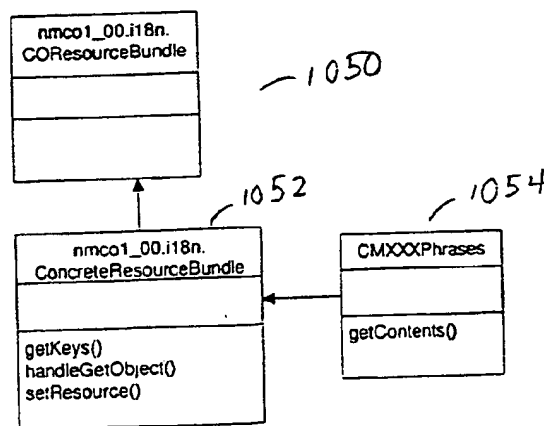 nmco1_00.i18n.
COResourceBundle
1050
1052
1054
nmco1_00.i18n.
ConcreteResourceBundle
CMXXXPhrases
getKeys()
handleGetObject()
setResource()
getContents()